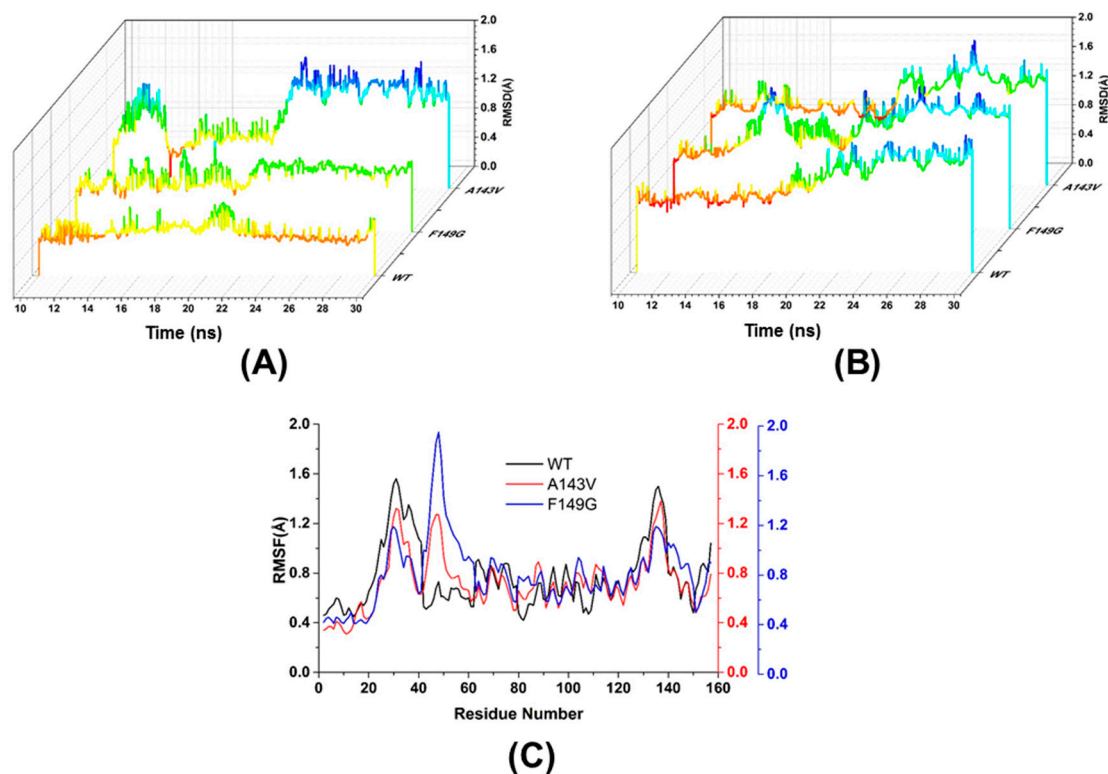 2.0
1.6
1.2
0.8
0.4
0.0
RMSD(Å)
A143V
F149G
WT
10 12 14 16 18 20 22 24 26 28 30
Time (ns)
(A)
2.0
1.6
1.2
0.8
0.4
0.0
RMSD(Å)
A143V
F149G
WT
10 12 14 16 18 20 22 24 26 28 30
Time (ns)
(B)
2.0 2.0 2.0
1.6 1.6 1.6
1.2 1.2 1.2
0.8 0.8 0.8
0.4 0.4 0.4
0.0 0.0 0.0
RMSF(Å)
WT
A143V
F149G
0 20 40 60 80 100 120 140 160
Residue Number
(C)